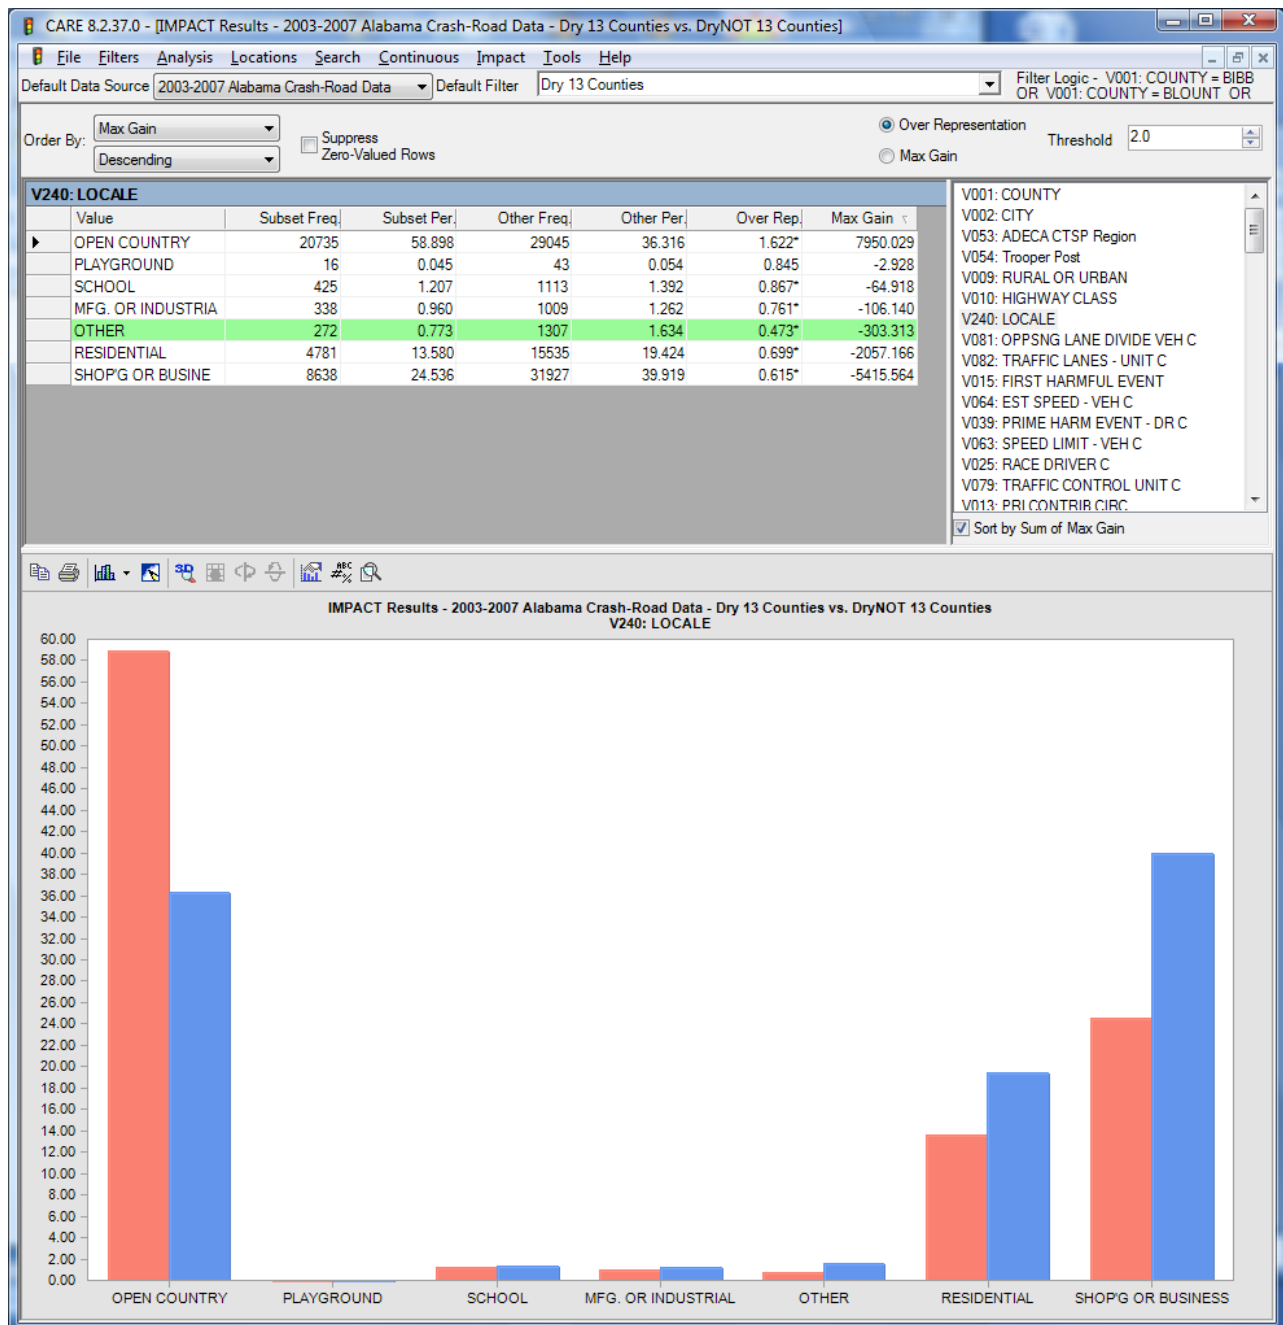 CARE 8.2.37.0 - [IMPACT Results - 2003-2007 Alabama Crash-Road Data - Dry 13 Counties vs. DryNOT 13 Counties]
File Filters Analysis Locations Search Continuous Impact Tools Help
Default Data Source 2003-2007 Alabama Crash-Road Data Default Filter Dry 13 Counties Filter Logic - V001: COUNTY = BIBB
OR V001: COUNTY = BLOUNT OR
Order By: Max Gain
Descending
Suppress
Zero-Valued Rows
Over Representation
Max Gain
Threshold 2.0
V240: LOCALE
Value Subset Freq. Subset Per. Other Freq. Other Per. Over Rep. Max Gain
OPEN COUNTRY 20735 58.898 29045 36.316 1.622* 7950.029
PLAYGROUND 16 0.045 43 0.054 0.845 -2.928
SCHOOL 425 1.207 1113 1.392 0.867* -64.918
MFG. OR INDUSTRIA 338 0.960 1009 1.262 0.761* -106.140
OTHER 272 0.773 1307 1.634 0.473* -303.313
RESIDENTIAL 4781 13.580 15535 19.424 0.699* -2057.166
SHOP'G OR BUSINE 8638 24.536 31927 39.919 0.615* -5415.564
V001: COUNTY
V002: CITY
V053: ADECA CTSP Region
V054: Trooper Post
V009: RURAL OR URBAN
V010: HIGHWAY CLASS
V240: LOCALE
V081: OPPSNG LANE DIVIDE VEH C
V082: TRAFFIC LANES - UNIT C
V015: FIRST HARMFUL EVENT
V064: EST SPEED - VEH C
V039: PRIME HARM EVENT - DR C
V063: SPEED LIMIT - VEH C
V025: RACE DRIVER C
V079: TRAFFIC CONTROL UNIT C
V013: PRI CONTRIB CIRC
Sort by Sum of Max Gain
3D ABC #%
IMPACT Results - 2003-2007 Alabama Crash-Road Data - Dry 13 Counties vs. DryNOT 13 Counties
V240: LOCALE
60.00
58.00
56.00
54.00
52.00
50.00
48.00
46.00
44.00
42.00
40.00
38.00
36.00
34.00
32.00
30.00
28.00
26.00
24.00
22.00
20.00
18.00
16.00
14.00
12.00
10.00
8.00
6.00
4.00
2.00
0.00
OPEN COUNTRY PLAYGROUND SCHOOL MFG. OR INDUSTRIAL OTHER RESIDENTIAL SHOP'G OR BUSINESS